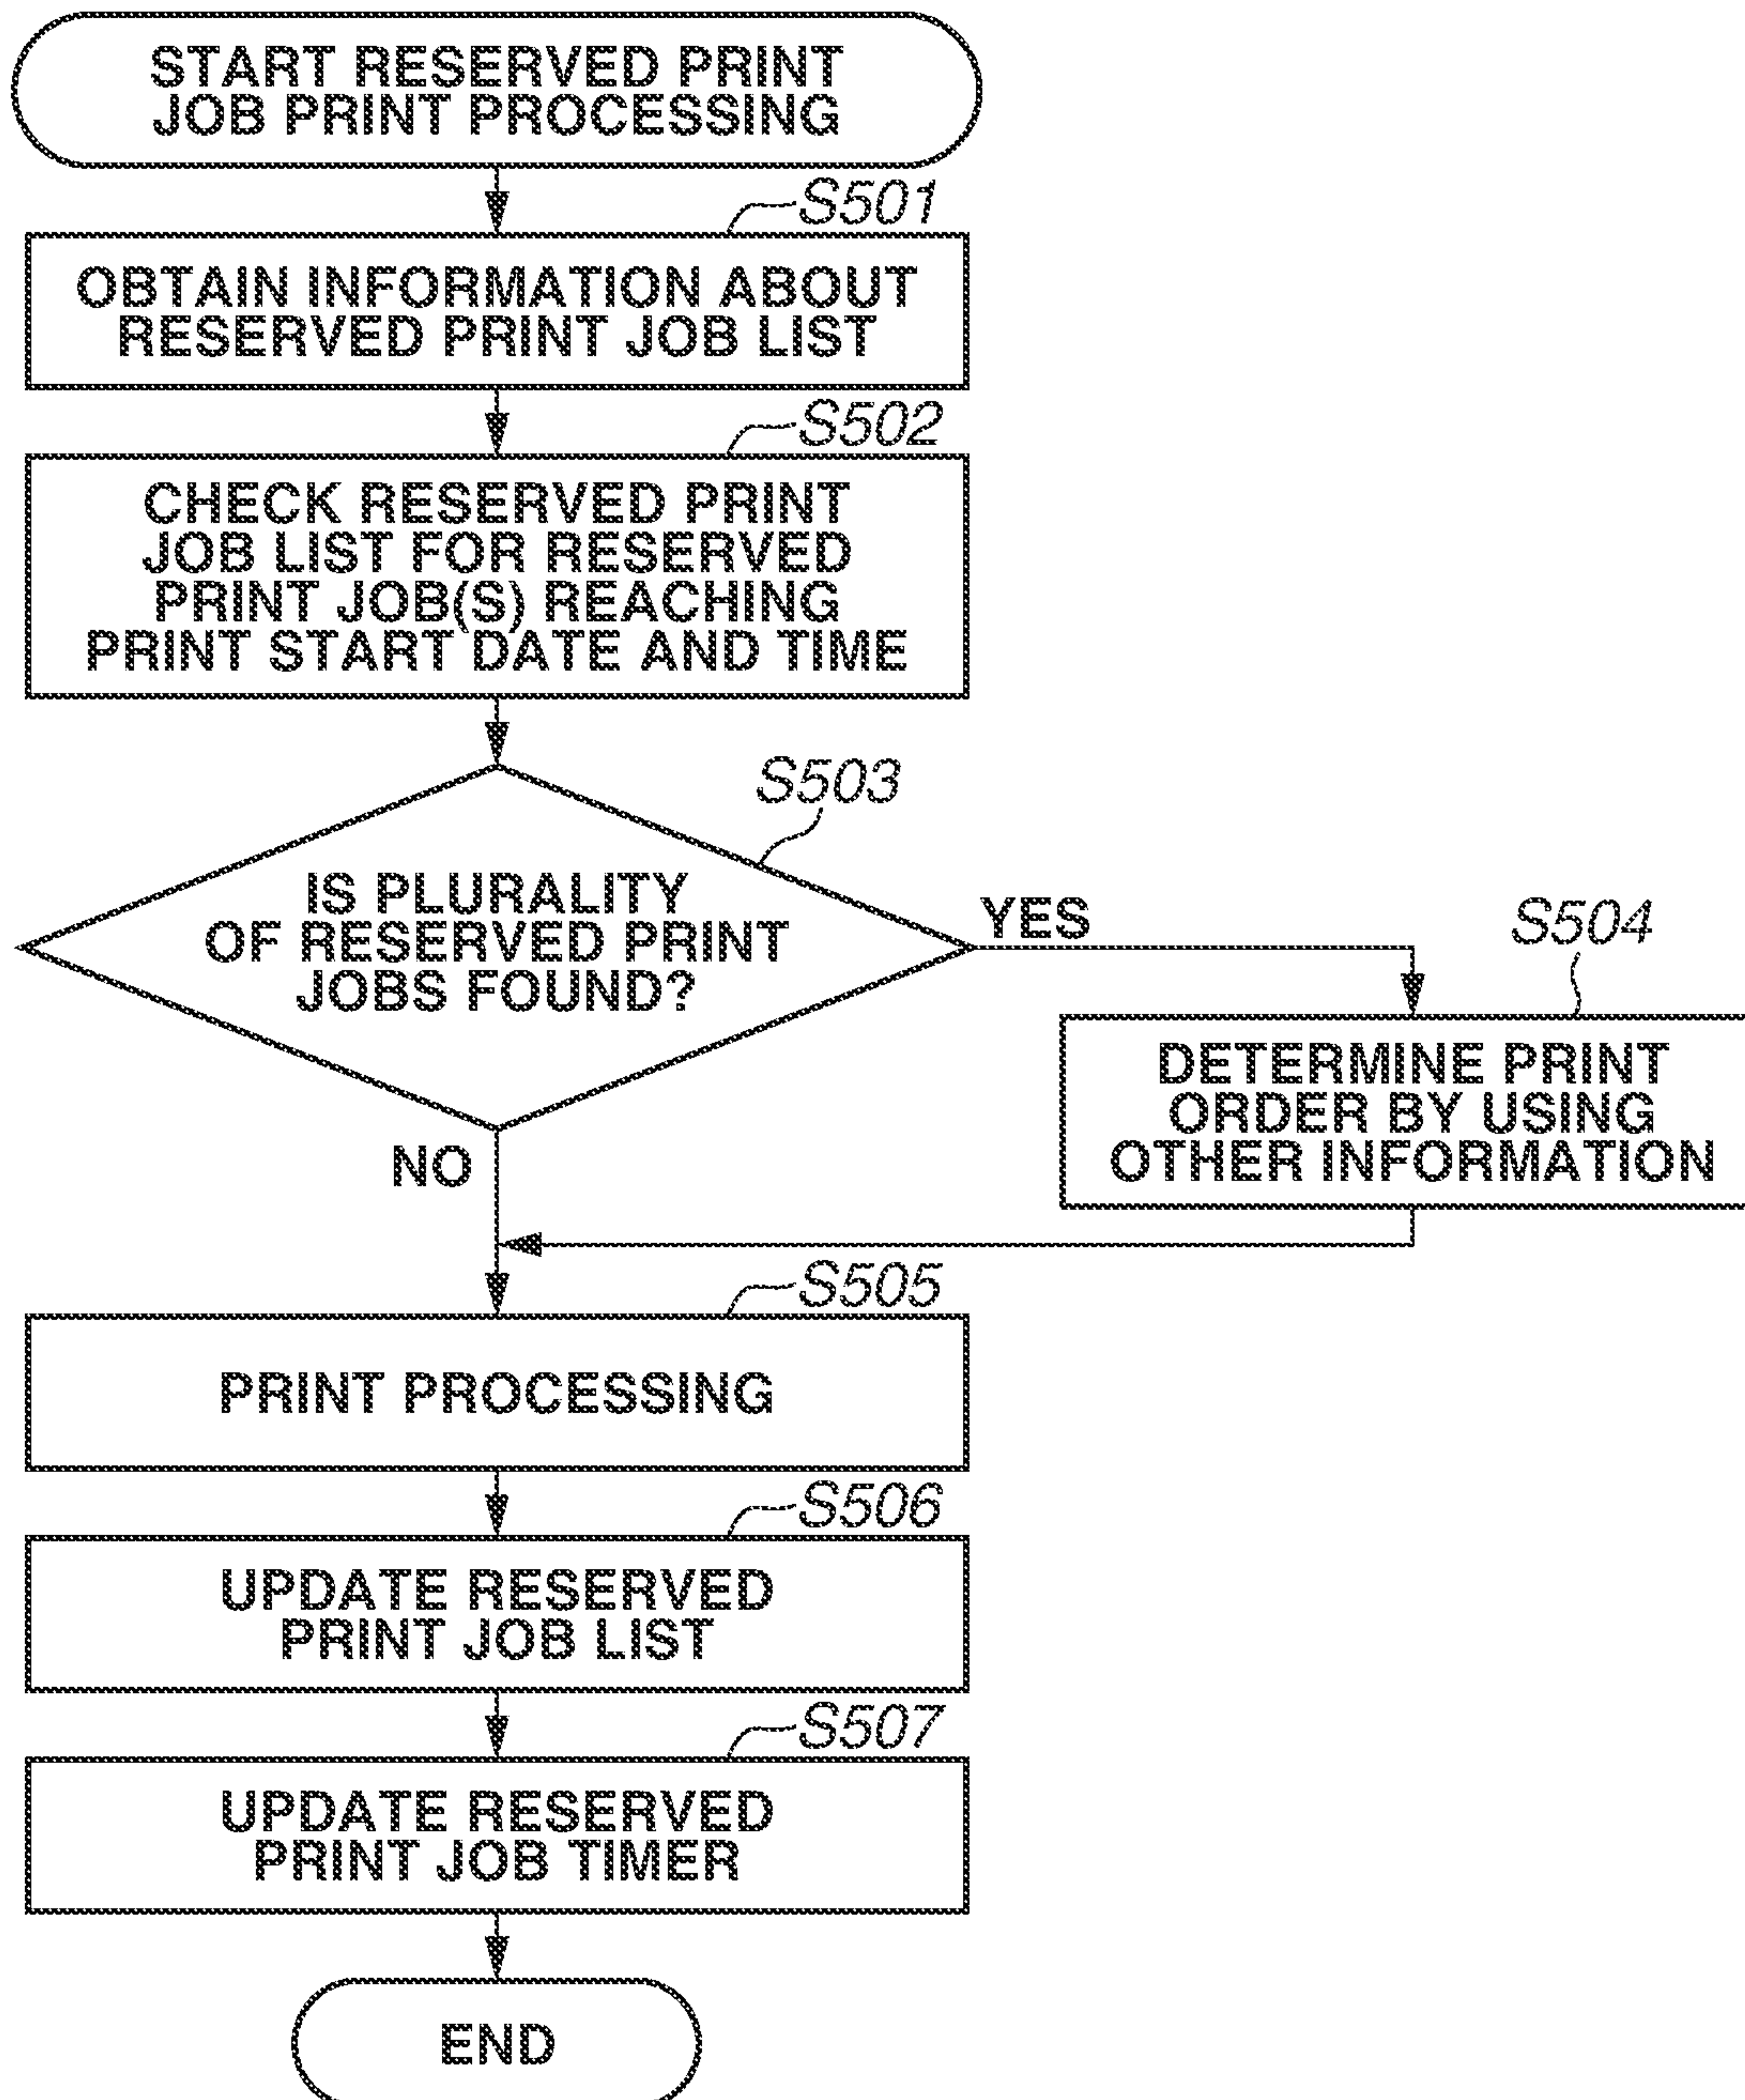 START RESERVED PRINT
JOB PRINT PROCESSING
S501
OBTAIN INFORMATION ABOUT
RESERVED PRINT JOB LIST
S502
CHECK RESERVED PRINT
JOB LIST FOR RESERVED
PRINT JOB(S) REACHING
PRINT START DATE AND TIME
S503
IS PLURALITY
OF RESERVED PRINT
JOBS FOUND?
YES
S504
DETERMINE PRINT
ORDER BY USING
OTHER INFORMATION
NO
S505
PRINT PROCESSING
S506
UPDATE RESERVED
PRINT JOB LIST
S507
UPDATE RESERVED
PRINT JOB TIMER
END